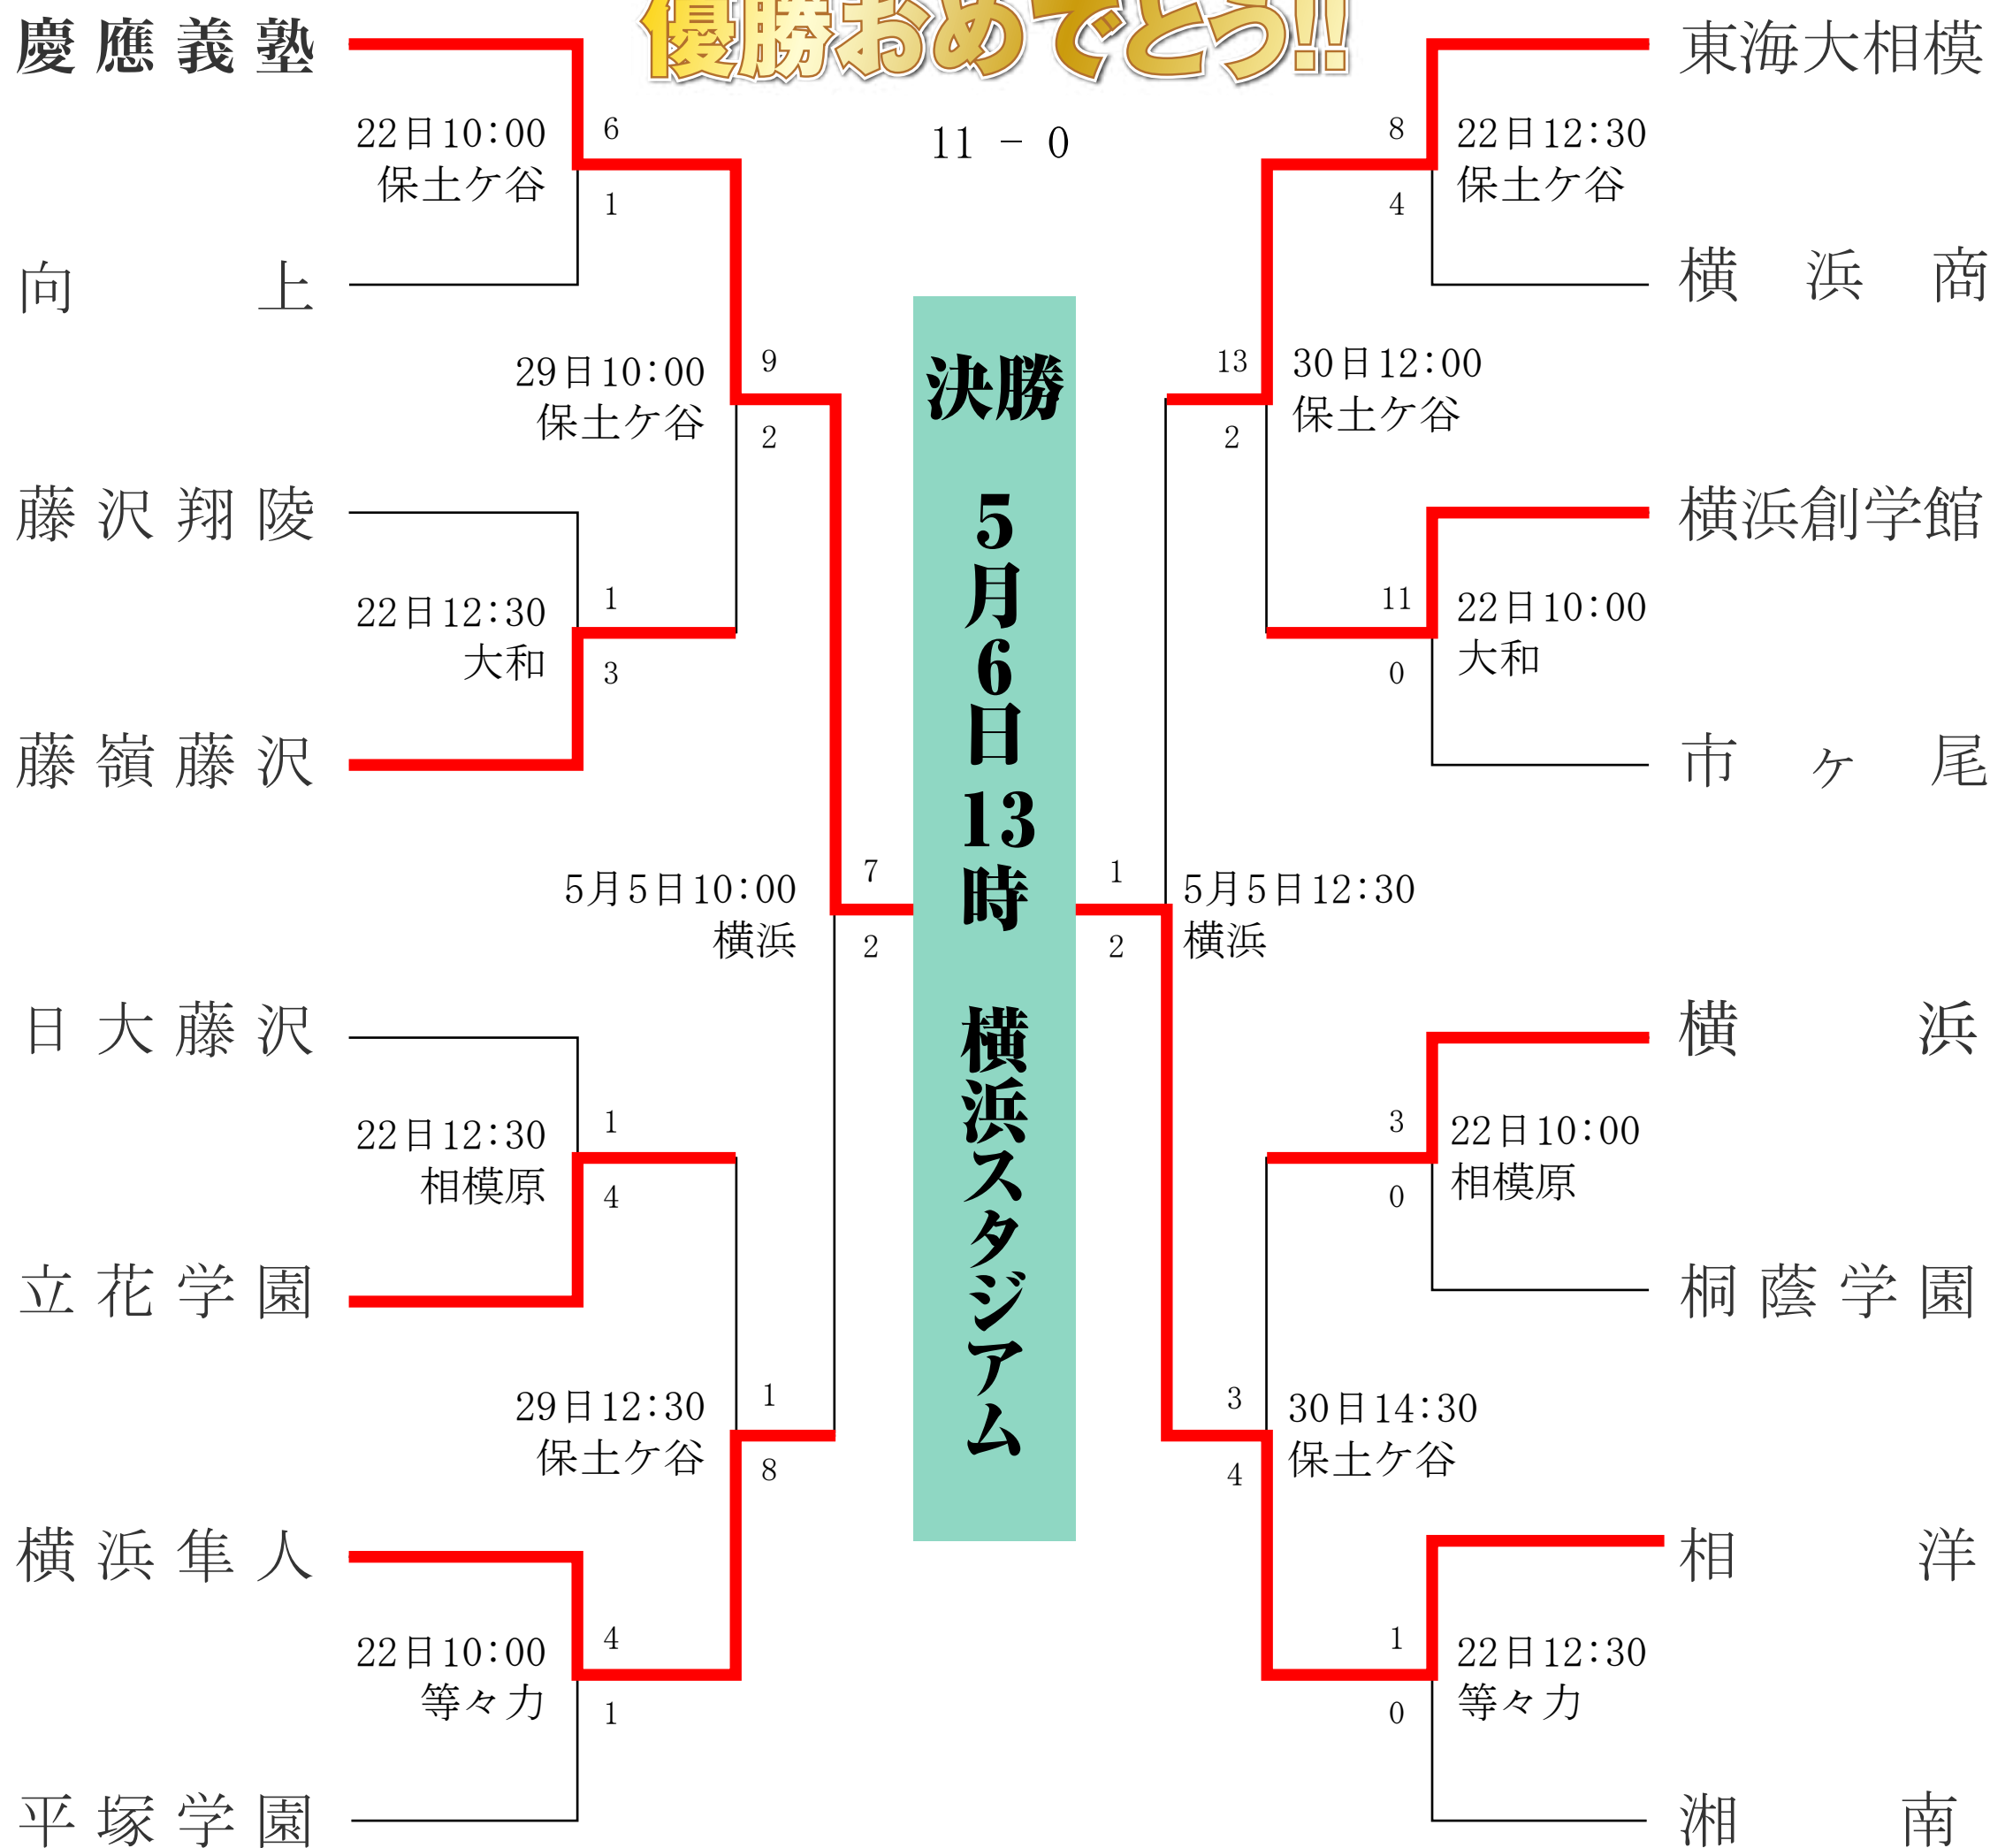 優勝おめでとう!!
11 − 0
慶應義塾
22日10:00
保土ケ谷
6
1
向上
29日10:00
保土ケ谷
9
2
藤沢翔陵
22日12:30
大和
1
3
藤嶺藤沢
5月5日10:00
横浜
7
2
日大藤沢
22日12:30
相模原
1
4
立花学園
29日12:30
保土ケ谷
1
8
横浜隼人
22日10:00
等々力
4
1
平塚学園
決勝 5月6日13時 横浜スタジアム
東海大相模
8
4
22日12:30
保土ケ谷
横浜商
13
2
30日12:00
保土ケ谷
横浜創学館
11
0
22日10:00
大和
市ヶ尾
1
2
5月5日12:30
横浜
横浜
3
0
22日10:00
相模原
桐蔭学園
3
4
30日14:30
保土ケ谷
相洋
1
0
22日12:30
等々力
湘南